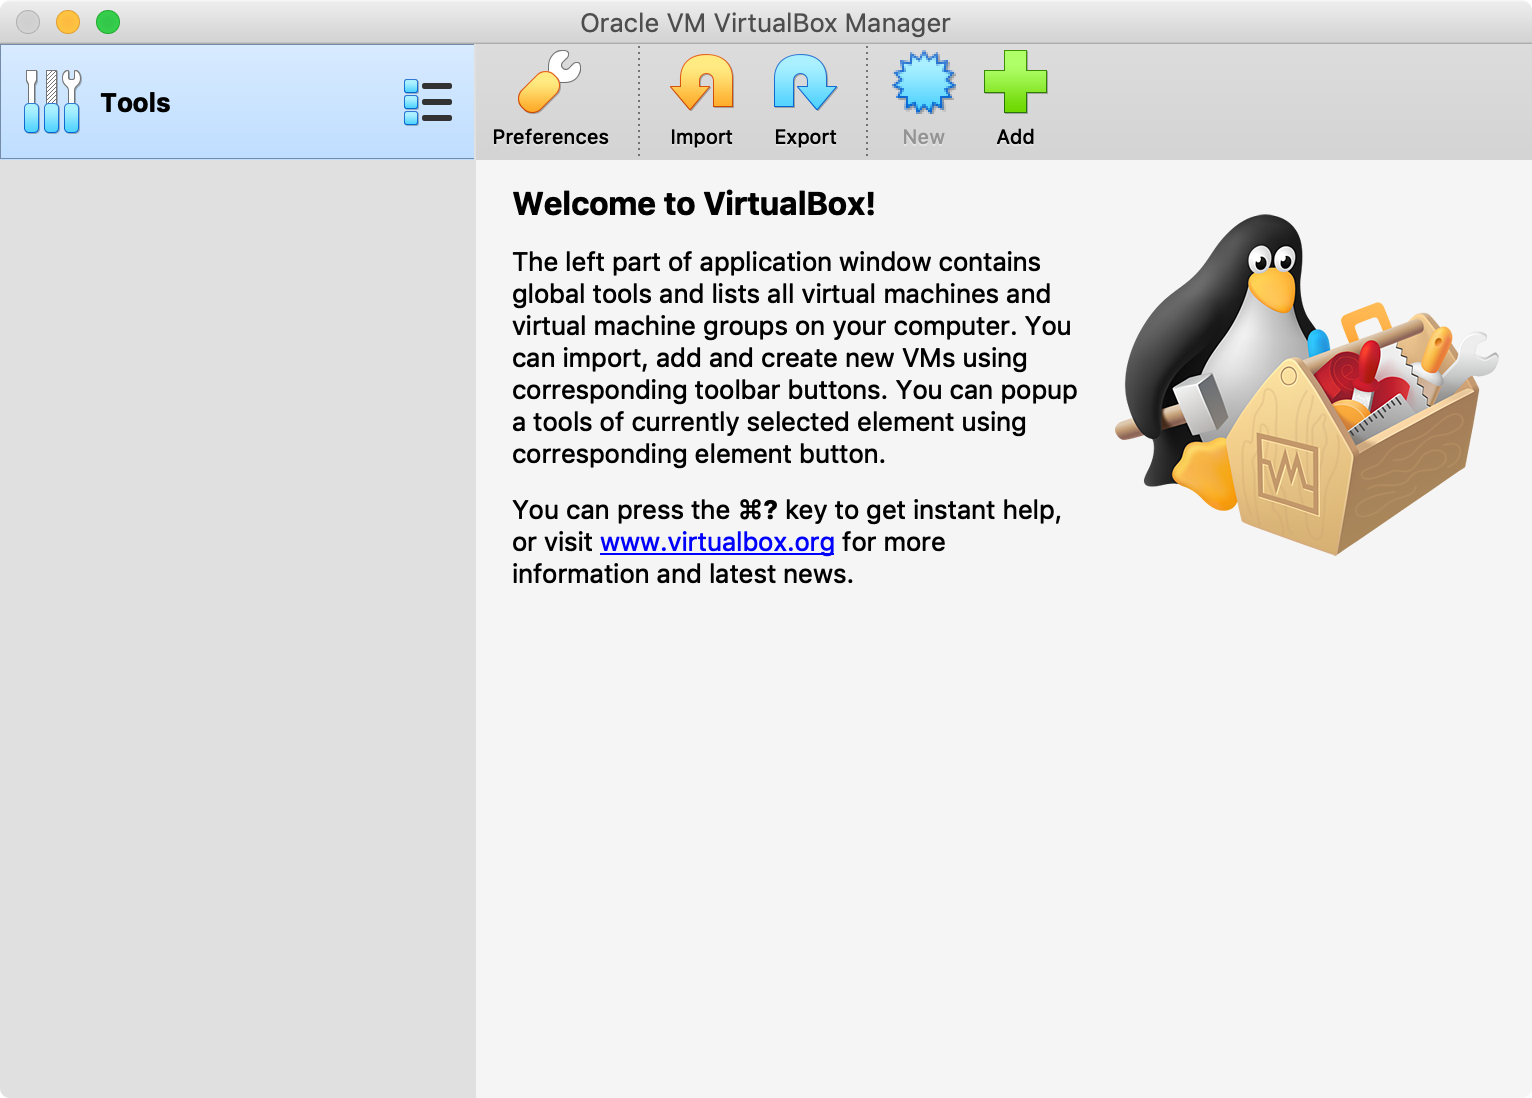 Oracle VM VirtualBox Manager
Tools
Preferences
Import
Export
New
Add
Welcome to VirtualBox!
The left part of application window contains
global tools and lists all virtual machines and
virtual machine groups on your computer. You
can import, add and create new VMs using
corresponding toolbar buttons. You can popup
a tools of currently selected element using
corresponding element button.
You can press the ⌘? key to get instant help,
or visit www.virtualbox.org for more
information and latest news.